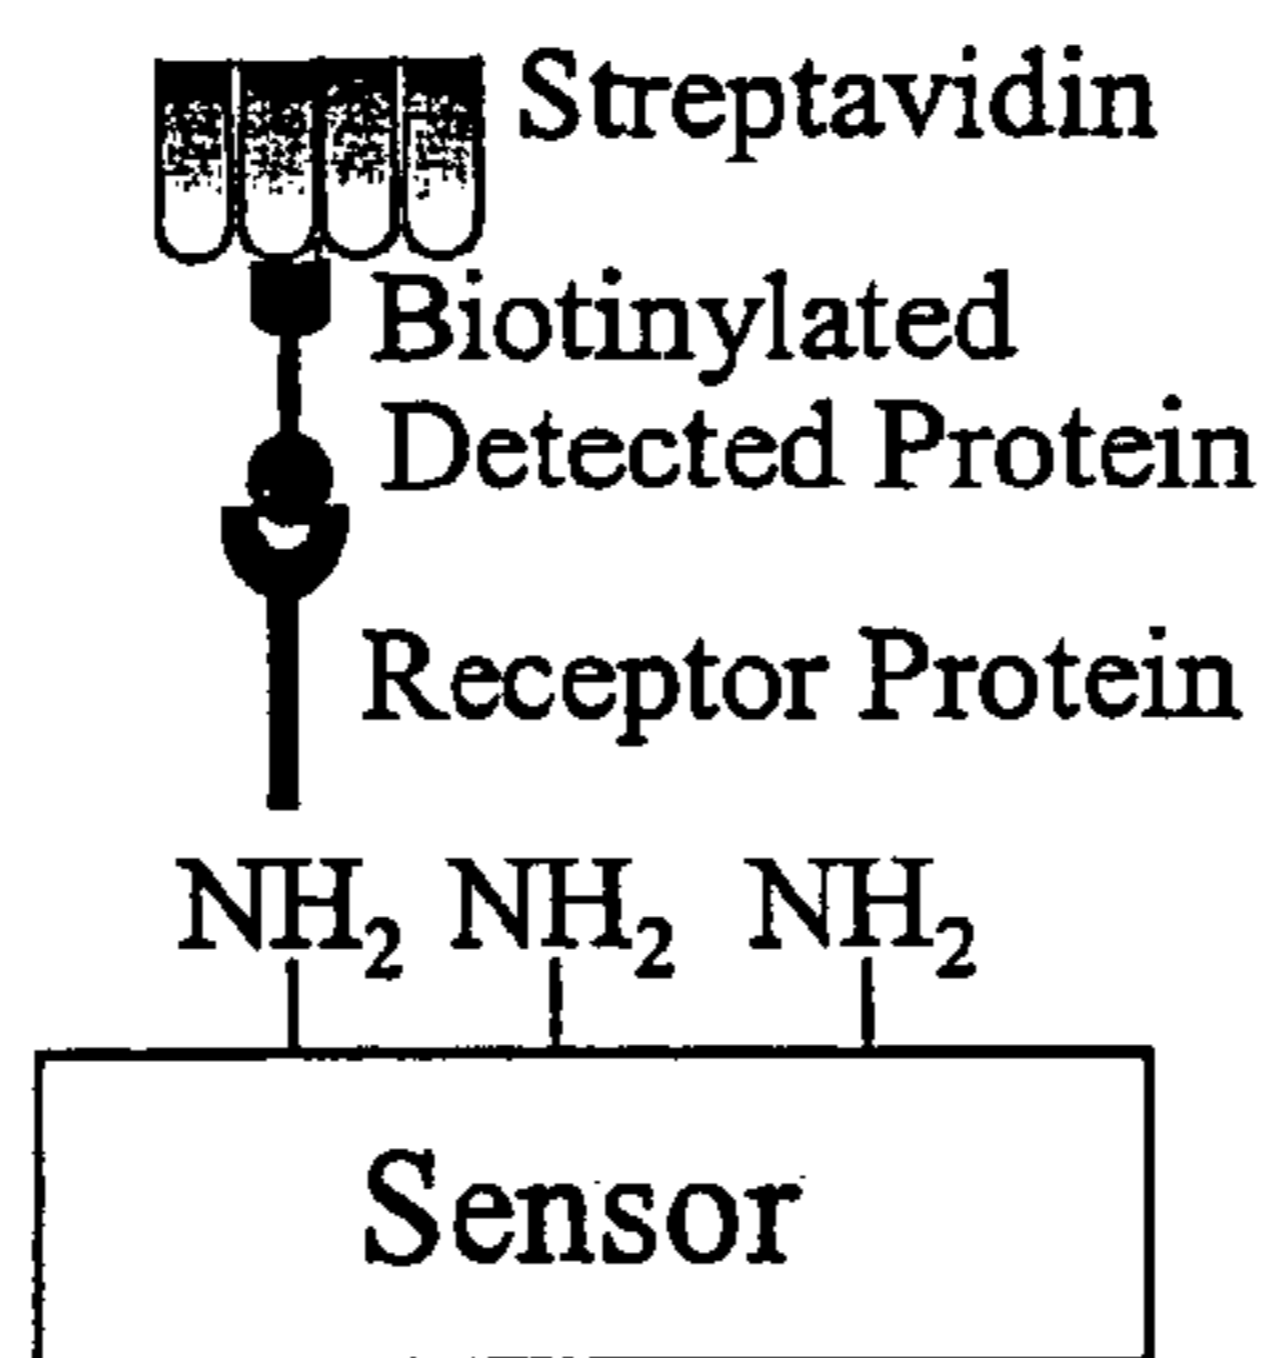 Streptavidin
Biotinylated
Detected Protein
Receptor Protein
NH₂ NH₂ NH₂
Sensor